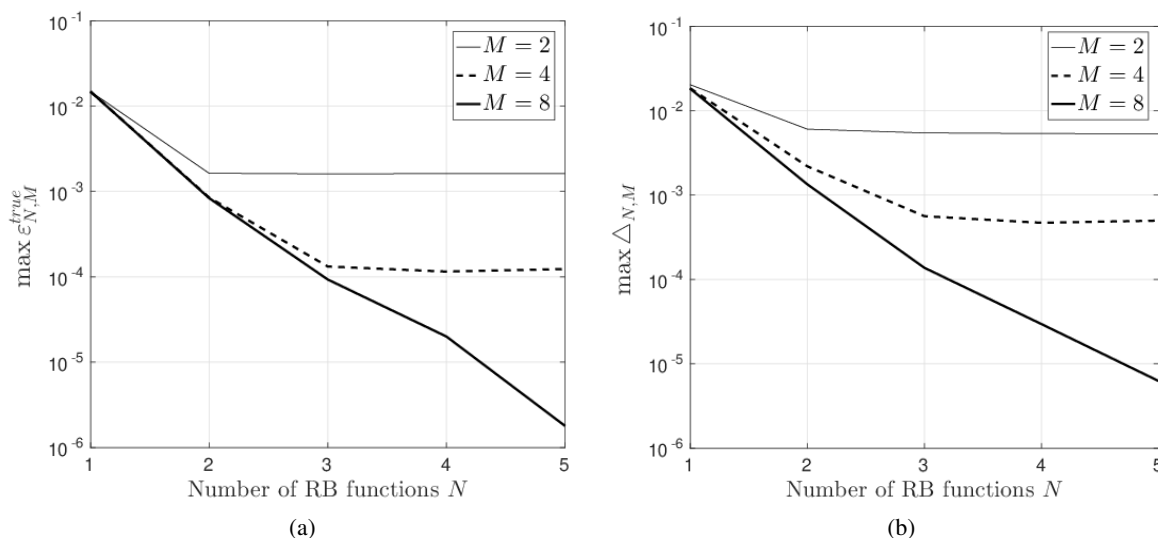 10^-1
10^-2
10^-3
10^-4
10^-5
10^-6
max ε^{true}_{N,M}
M = 2
M = 4
M = 8
1 2 3 4 5
Number of RB functions N
(a)
10^-1
10^-2
10^-3
10^-4
10^-5
10^-6
max △_{N,M}
M = 2
M = 4
M = 8
1 2 3 4 5
Number of RB functions N
(b)